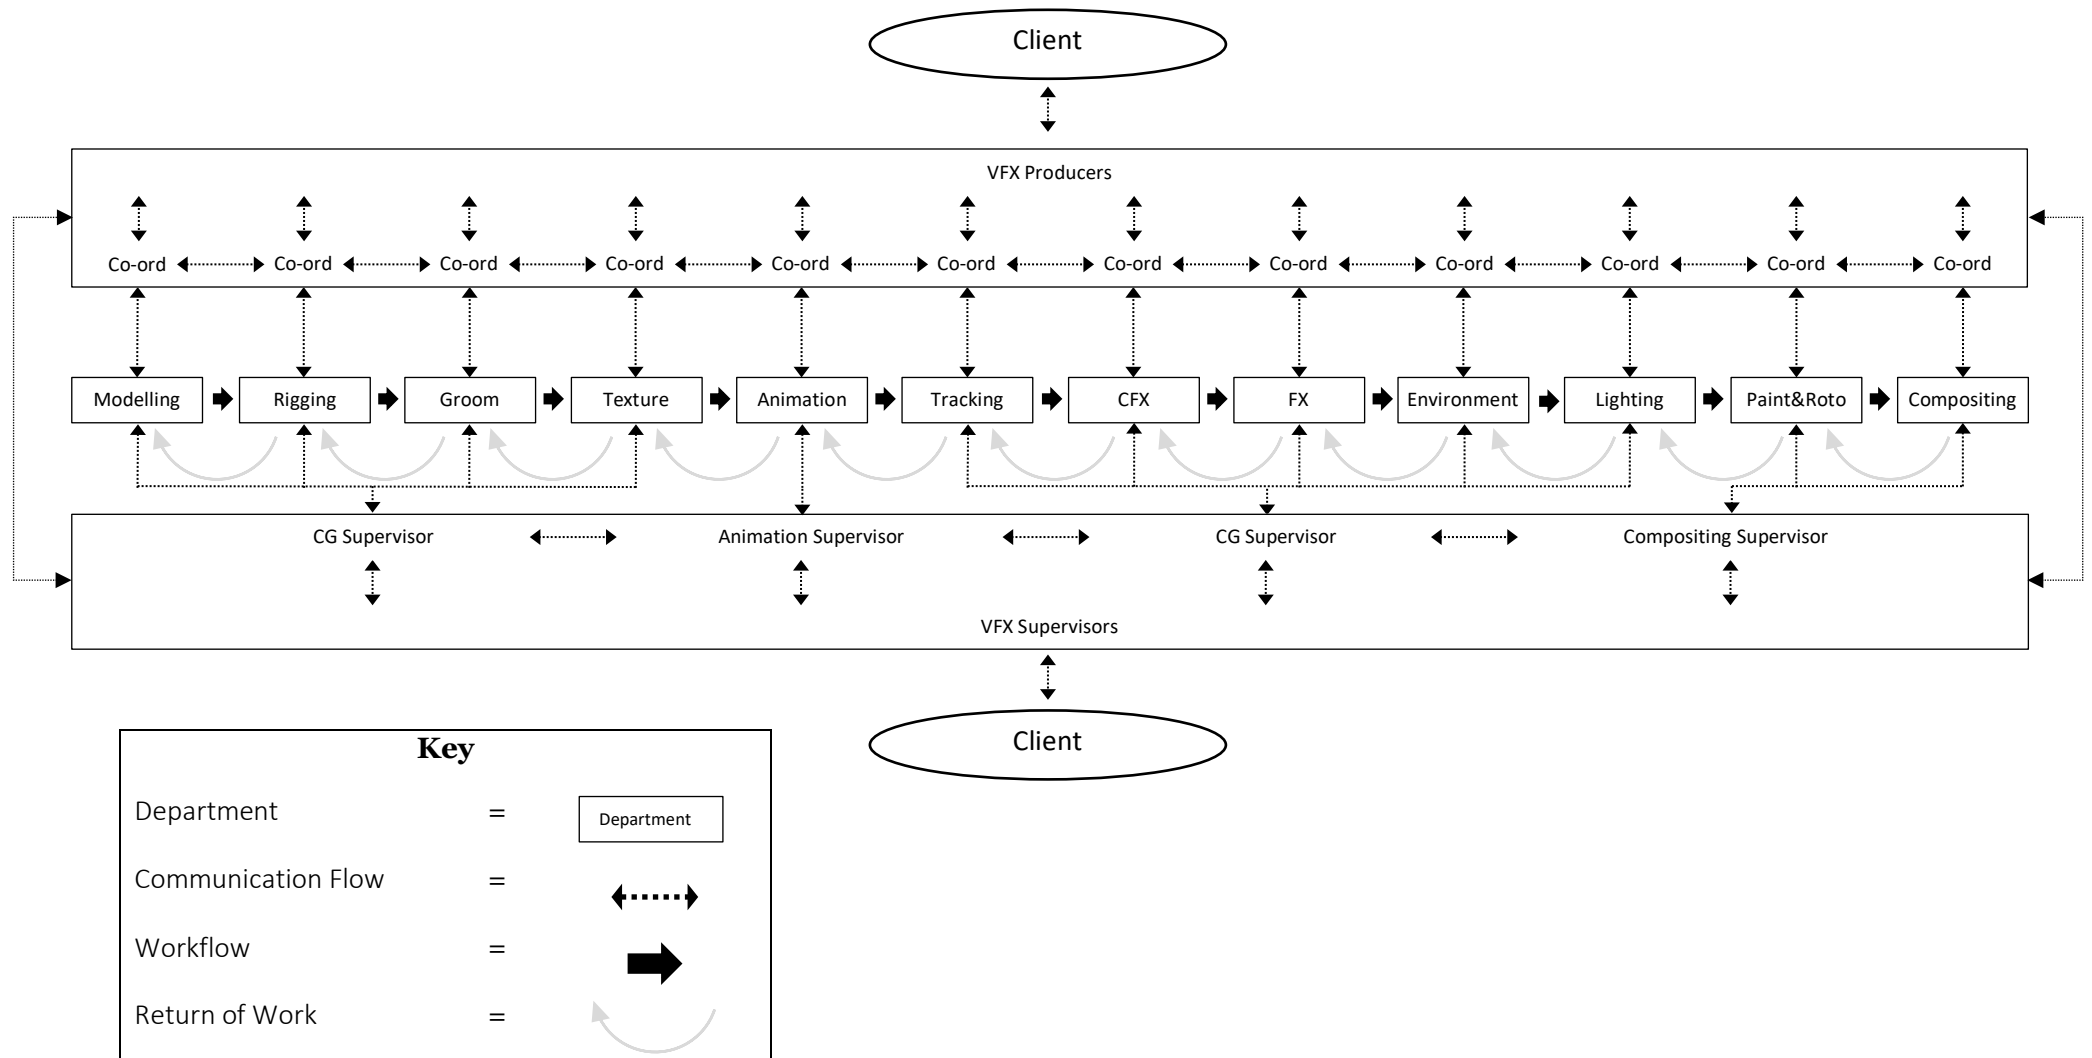 Client
VFX Producers
Co-ord Co-ord Co-ord Co-ord Co-ord Co-ord Co-ord Co-ord Co-ord Co-ord Co-ord Co-ord
Modelling Rigging Groom Texture Animation Tracking CFX FX Environment Lighting Paint&Roto Compositing
CG Supervisor Animation Supervisor CG Supervisor Compositing Supervisor
VFX Supervisors
Client
Key
Department = Department
Communication Flow =
Workflow =
Return of Work =